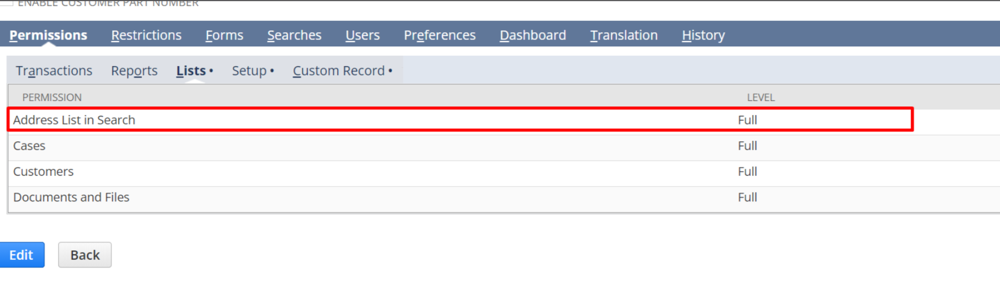 ENABLE CUSTOMER PART NUMBER
Permissions Restrictions Forms Searches Users Preferences Dashboard Translation History
Transactions Reports Lists • Setup • Custom Record •
PERMISSION LEVEL
Address List in Search Full
Cases Full
Customers Full
Documents and Files Full
Edit Back